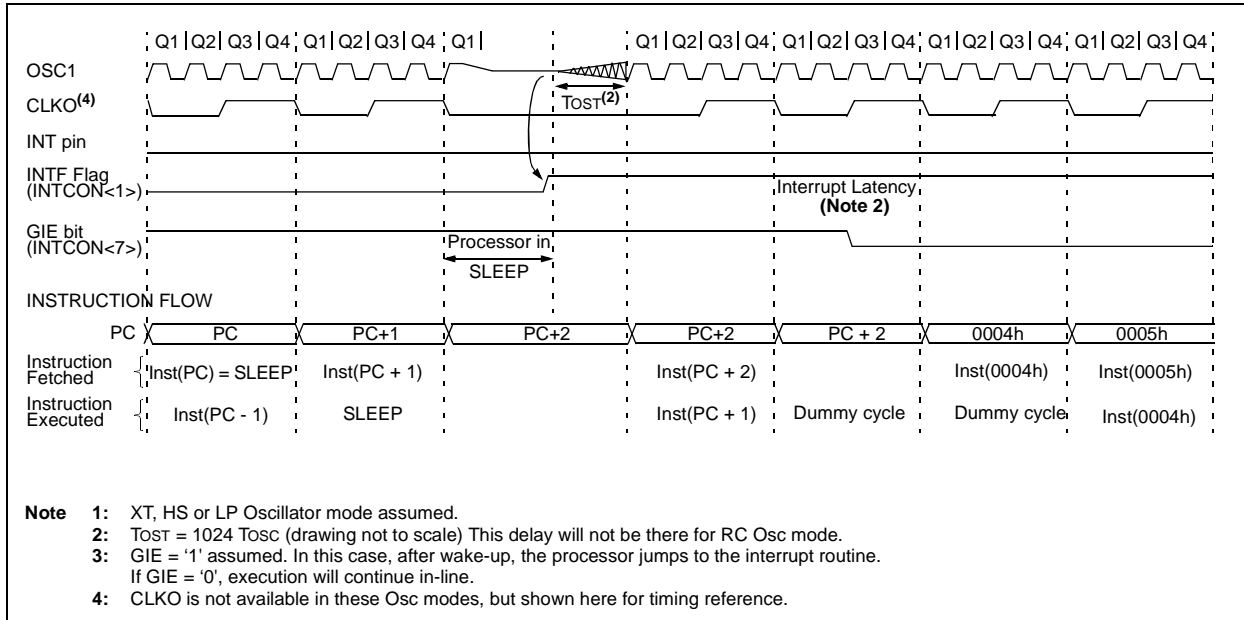 Q1 Q2 Q3 Q4 Q1 Q2 Q3 Q4 Q1 Q1 Q2 Q3 Q4 Q1 Q2 Q3 Q4 Q1 Q2 Q3 Q4 Q1 Q2 Q3 Q4
OSC1
CLKO(4)
TOST(2)
INT pin
INTF Flag
(INTCON<1>)
Interrupt Latency
(Note 2)
GIE bit
(INTCON<7>)
Processor in
SLEEP
INSTRUCTION FLOW
PC PC PC+1 PC+2 PC+2 PC + 2 0004h 0005h
Instruction
Fetched
Inst(PC) = SLEEP Inst(PC + 1) Inst(PC + 2) Inst(0004h) Inst(0005h)
Instruction
Executed
Inst(PC - 1) SLEEP Inst(PC + 1) Dummy cycle Dummy cycle Inst(0004h)
Note 1: XT, HS or LP Oscillator mode assumed.
2: TOST = 1024 TOSC (drawing not to scale) This delay will not be there for RC Osc mode.
3: GIE = ‘1’ assumed. In this case, after wake-up, the processor jumps to the interrupt routine.
If GIE = ‘0’, execution will continue in-line.
4: CLKO is not available in these Osc modes, but shown here for timing reference.